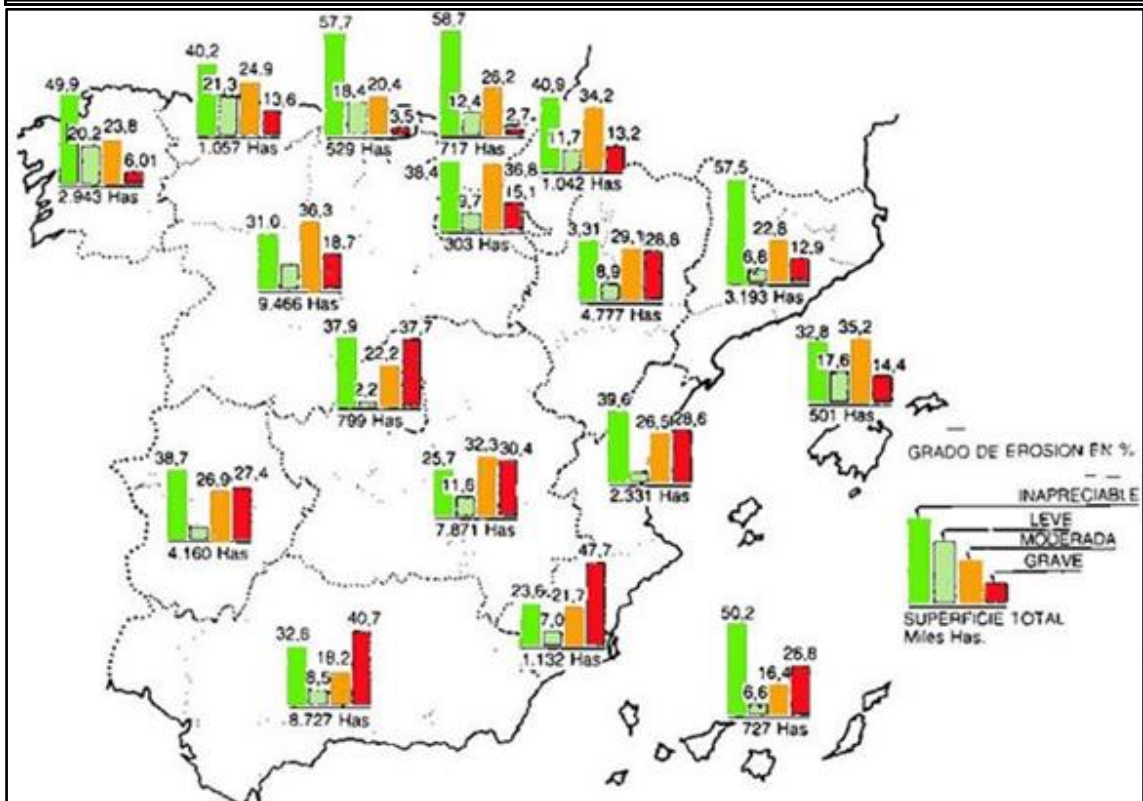 49,9
20,2
23,8
6,01
2.943 Has
40,2
21,3
24,9
13,6
1.057 Has
57,7
18,4
20,4
3,5
529 Has
58,7
12,4
26,2
2,7
717 Has
40,9
11,7
34,2
13,2
1.042 Has
38,4
9,7
36,8
15,1
303 Has
31,0
36,3
18,7
9.466 Has
3,31
8,9
29,1
28,8
4.777 Has
57,5
6,8
22,8
12,9
3.193 Has
37,9
2,2
22,2
37,7
799 Has
32,8
17,6
35,2
14,4
501 Has
39,6
26,5
28,6
2.331 Has
38,7
26,9
27,4
4.160 Has
25,7
11,6
32,3
30,4
7.871 Has
23,6
7,0
21,7
47,7
1.132 Has
32,6
8,5
18,2
40,7
8.727 Has
50,2
6,6
16,4
26,8
727 Has
GRADO DE EROSION EN %
INAPRECIABLE
LEVE
MODERADA
GRAVE
SUPERFICIE TOTAL
Miles Has.